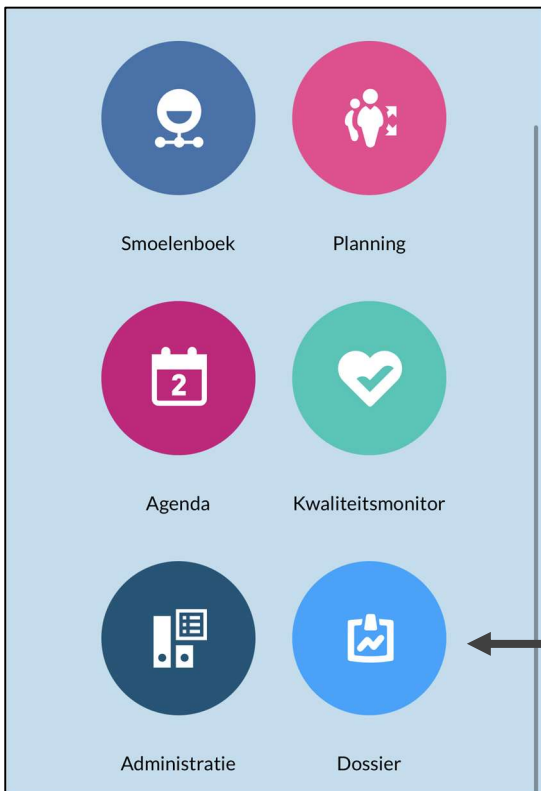 Smoelenboek
Planning
2
Agenda
Kwaliteitsmonitor
Administratie
Dossier